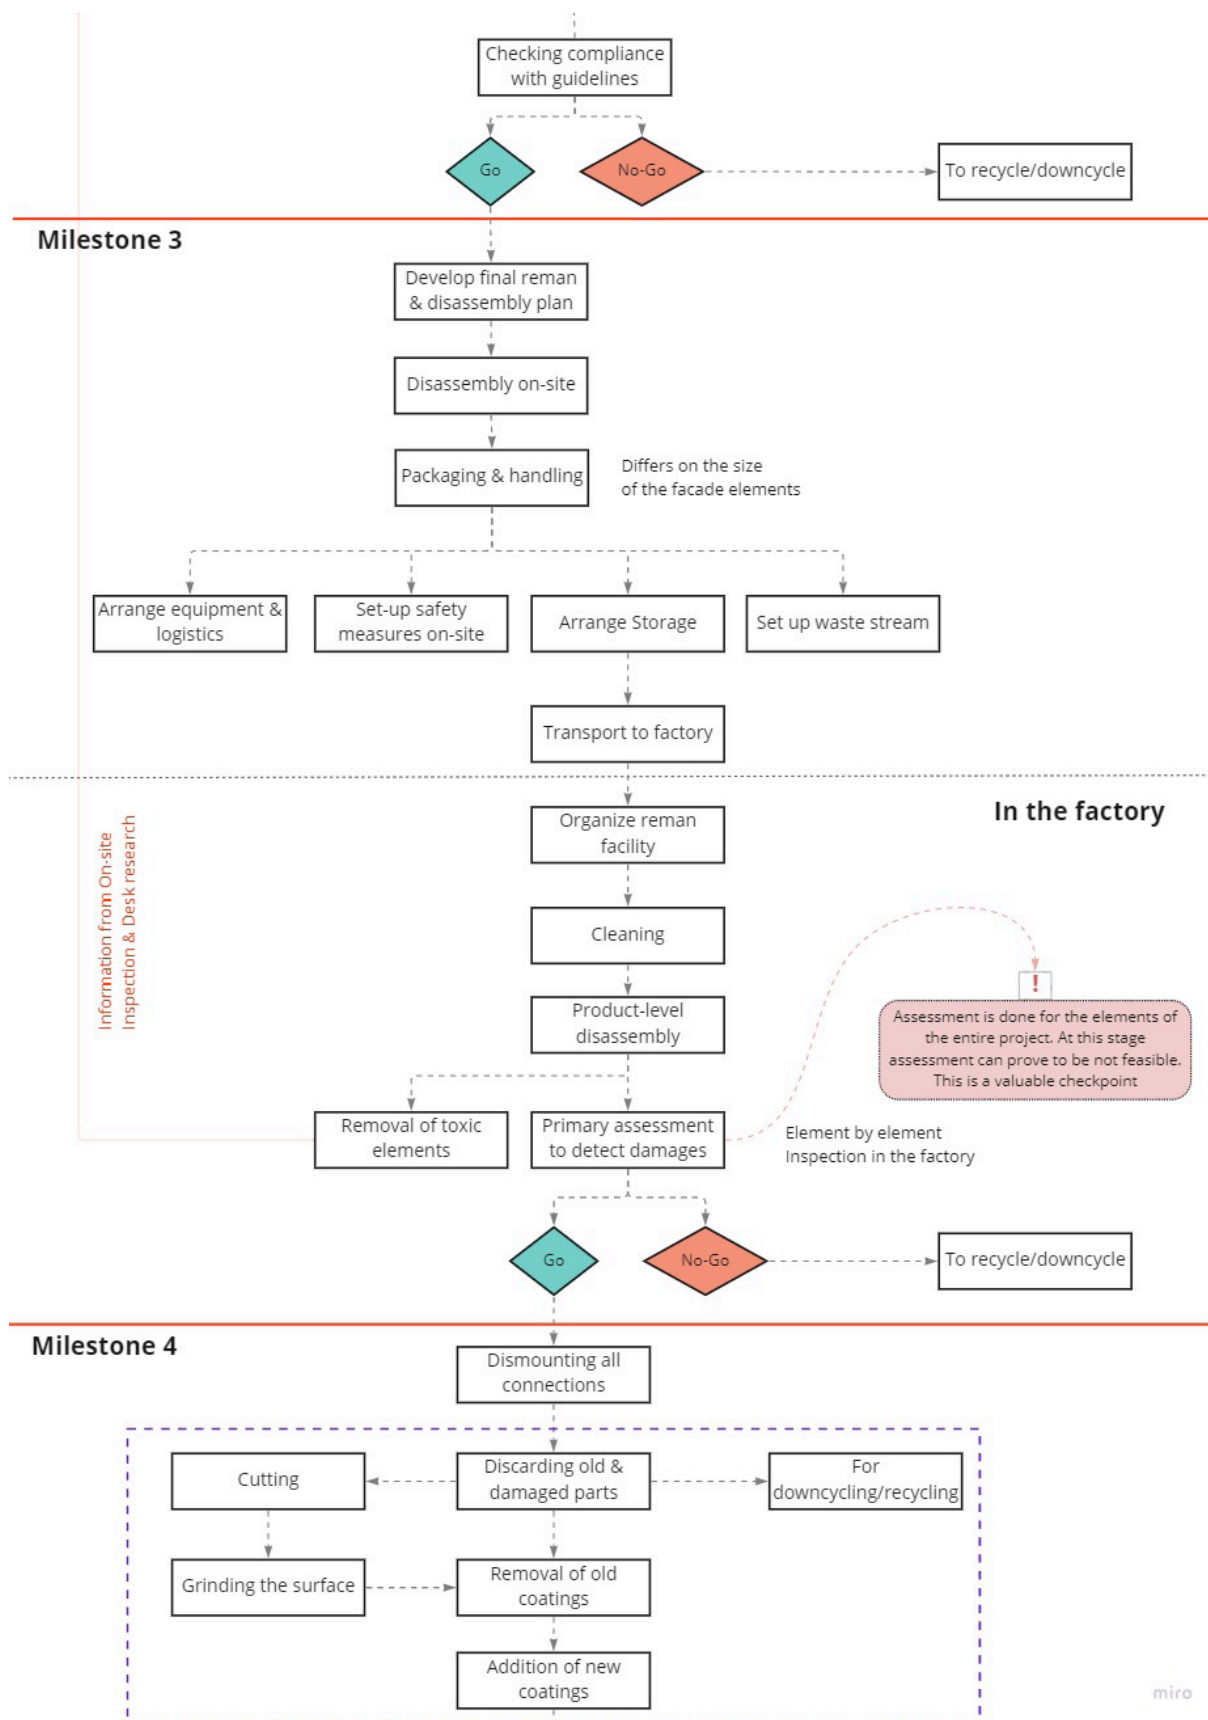 Checking compliance
with guidelines
Go
No-Go
To recycle/downcycle
Milestone 3
Develop final reman
& disassembly plan
Disassembly on-site
Packaging & handling
Differs on the size
of the facade elements
Arrange equipment &
logistics
Set-up safety
measures on-site
Arrange Storage
Set up waste stream
Transport to factory
In the factory
Organize reman
facility
Information from On-site
Inspection & Desk research
Cleaning
Product-level
disassembly
!
Assessment is done for the elements of
the entire project. At this stage
assessment can prove to be not feasible.
This is a valuable checkpoint
Removal of toxic
elements
Primary assessment
to detect damages
Element by element
Inspection in the factory
Go
No-Go
To recycle/downcycle
Milestone 4
Dismounting all
connections
Cutting
Discarding old &
damaged parts
For
downcycling/recycling
Grinding the surface
Removal of old
coatings
Addition of new
coatings
miro